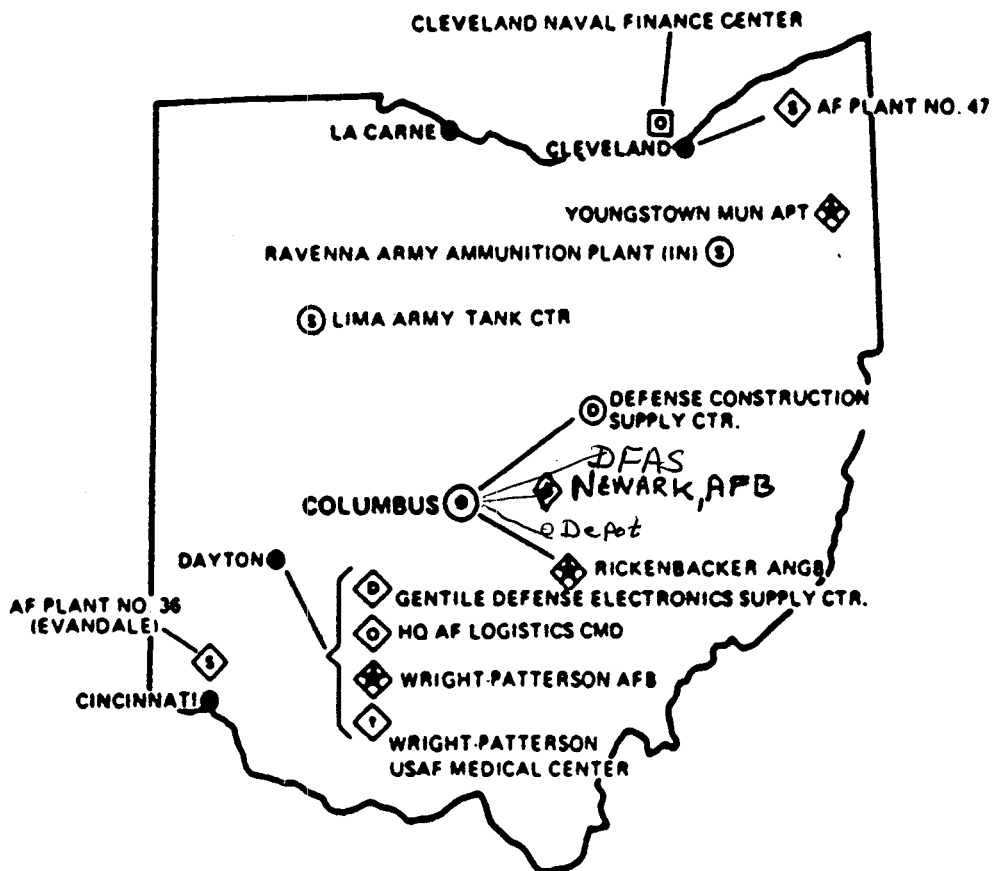 CLEVELAND NAVAL FINANCE CENTER
S AF PLANT NO. 47
O
LA CARNE
CLEVELAND
YOUNGSTOWN MUN APT
RAVENNA ARMY AMMUNITION PLANT (IN) S
S LIMA ARMY TANK CTR
D DEFENSE CONSTRUCTION
SUPPLY CTR.
DFAS
NEWARK, AFB
COLUMBUS
Depot
DAYTON
RICKENBACKER ANGB
D
GENTILE DEFENSE ELECTRONICS SUPPLY CTR.
AF PLANT NO. 36
(EVANDALE)
O HQ AF LOGISTICS CMD
S
WRIGHT-PATTERSON AFB
CINCINNATI
WRIGHT-PATTERSON
USAF MEDICAL CENTER